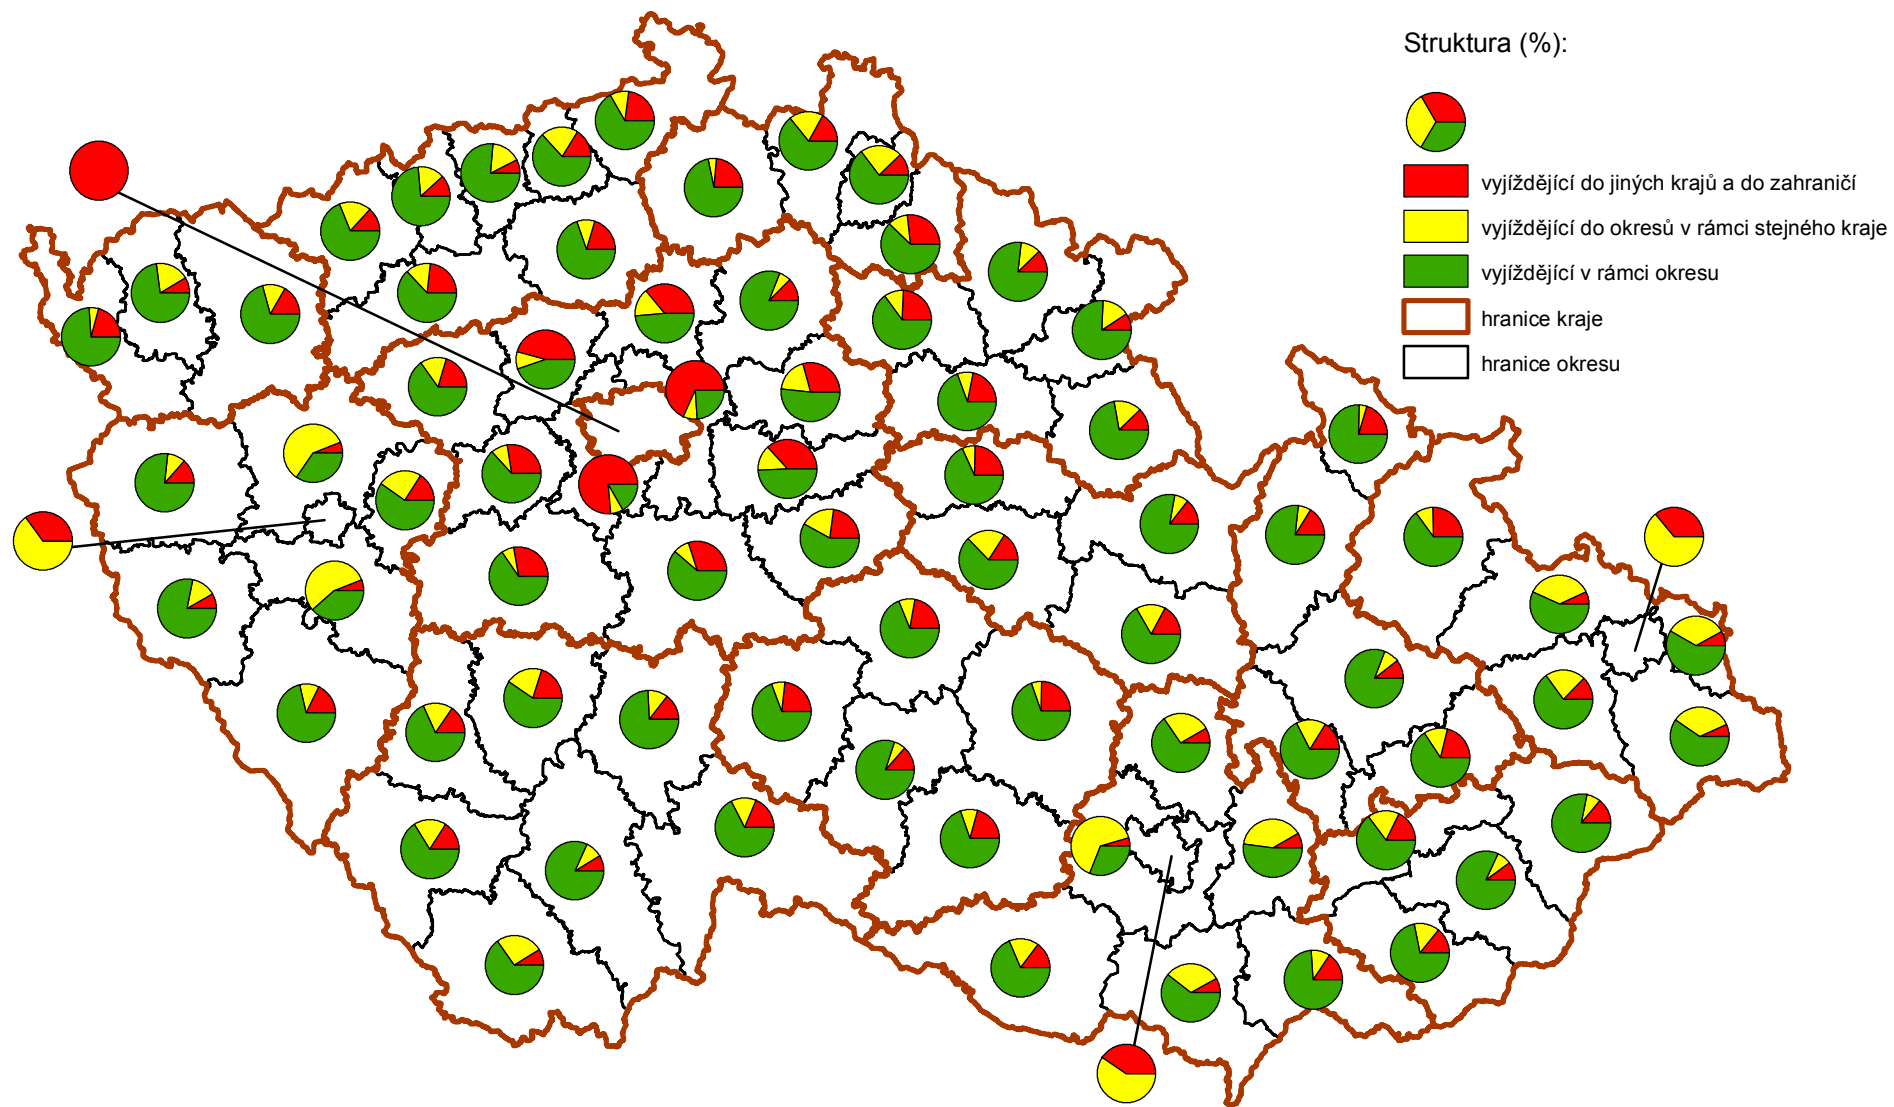 Struktura (%):
vyjíždějící do jiných krajů a do zahraničí
vyjíždějící do okresů v rámci stejného kraje
vyjíždějící v rámci okresu
hranice kraje
hranice okresu